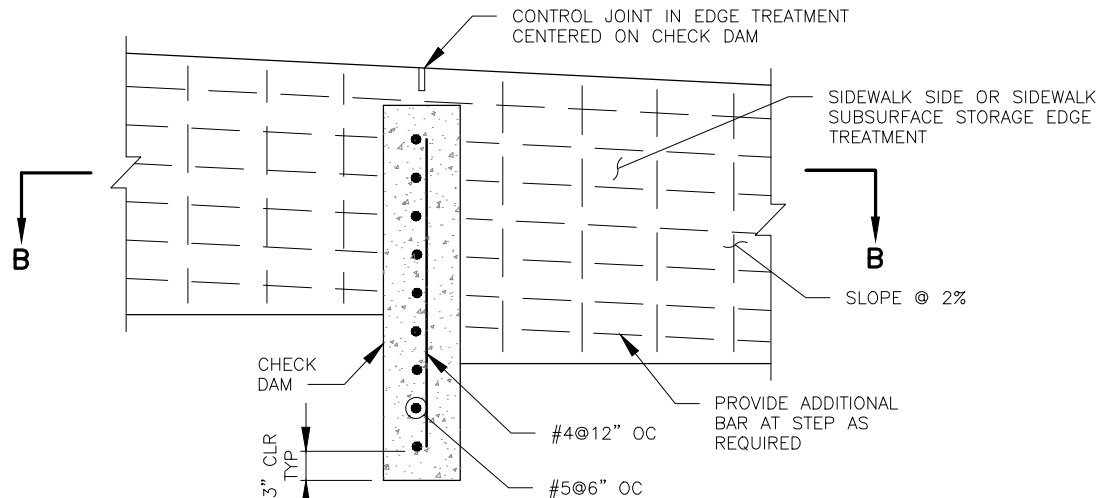 CONTROL JOINT IN EDGE TREATMENT
CENTERED ON CHECK DAM
SIDEWALK SIDE OR SIDEWALK
SUBSURFACE STORAGE EDGE
TREATMENT
B
B
SLOPE @ 2%
CHECK
DAM
PROVIDE ADDITIONAL
BAR AT STEP AS
REQUIRED
#4@12" OC
3" CLR
TYP
#5@6" OC